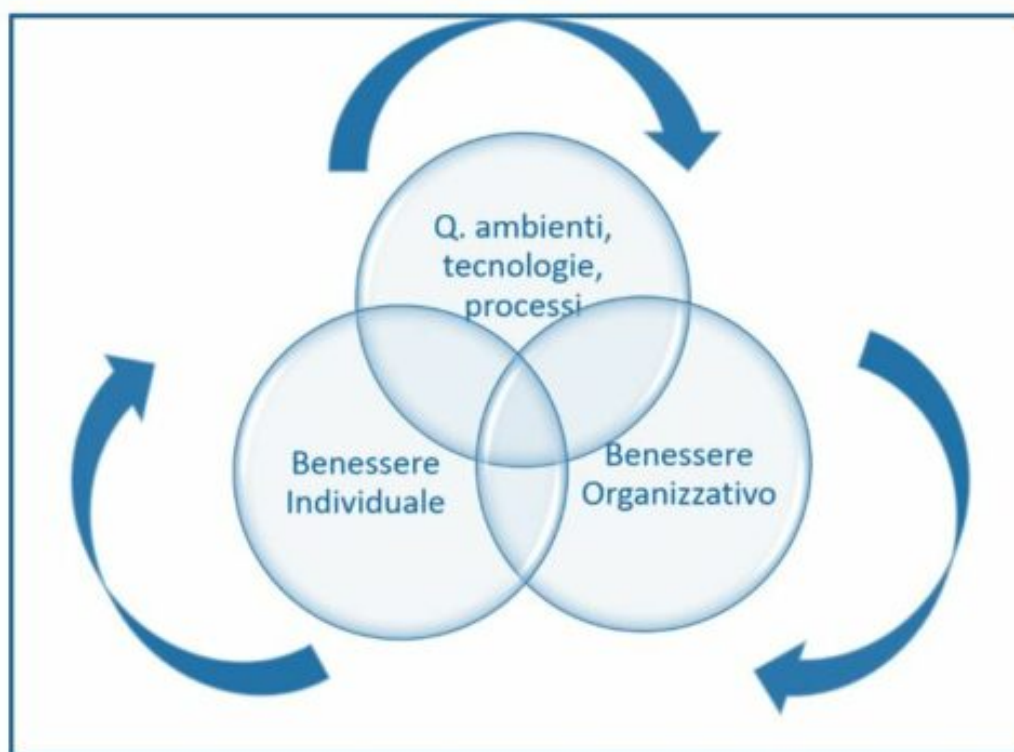 Q. ambienti,
tecnologie,
processi
Benessere
Individuale
Benessere
Organizzativo